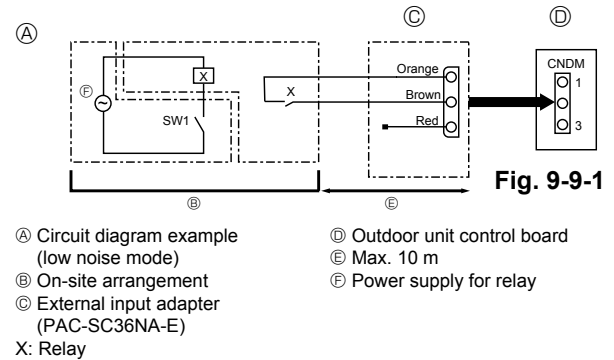 Ⓐ
Ⓒ
Ⓓ
Ⓕ
X
SW1
X
Orange
Brown
Red
CNDM
1
3
Ⓑ
Ⓔ
Fig. 9-9-1
Ⓐ Circuit diagram example
(low noise mode)
Ⓑ On-site arrangement
Ⓒ External input adapter
(PAC-SC36NA-E)
X: Relay
Ⓓ Outdoor unit control board
Ⓔ Max. 10 m
Ⓕ Power supply for relay